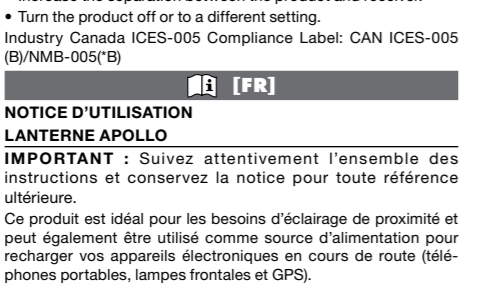 • Turn the product off or to a different setting.
Industry Canada ICES-005 Compliance Label: CAN ICES-005
(B)/NMB-005(*B)
[FR]
NOTICE D'UTILISATION
LANTERNE APOLLO
IMPORTANT : Suivez attentivement l'ensemble des
instructions et conservez la notice pour toute référence
ultérieure.
Ce produit est idéal pour les besoins d'éclairage de proximité et
peut également être utilisé comme source d'alimentation pour
recharger vos appareils électroniques en cours de route (télé-
phones portables, lampes frontales et GPS).